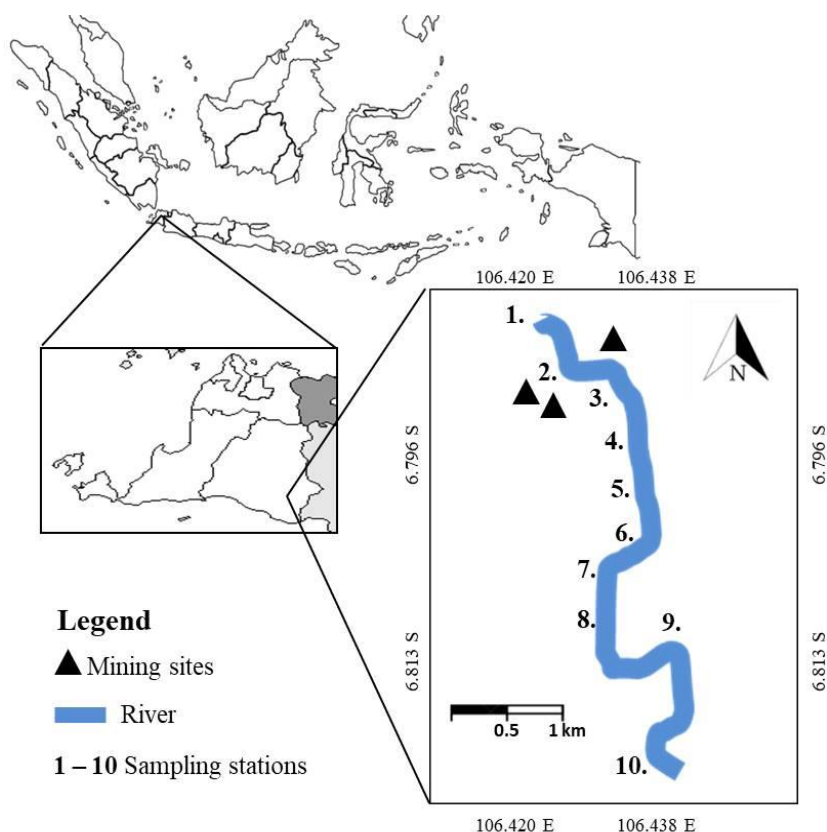 106.420 E 106.438 E
1.
N
2.
3.
4.
6.796 S 6.796 S
5.
6.
7.
8.
9.
Legend
Mining sites
6.813 S 6.813 S
River
0.5 1 km
1 – 10 Sampling stations
10.
106.420 E 106.438 E